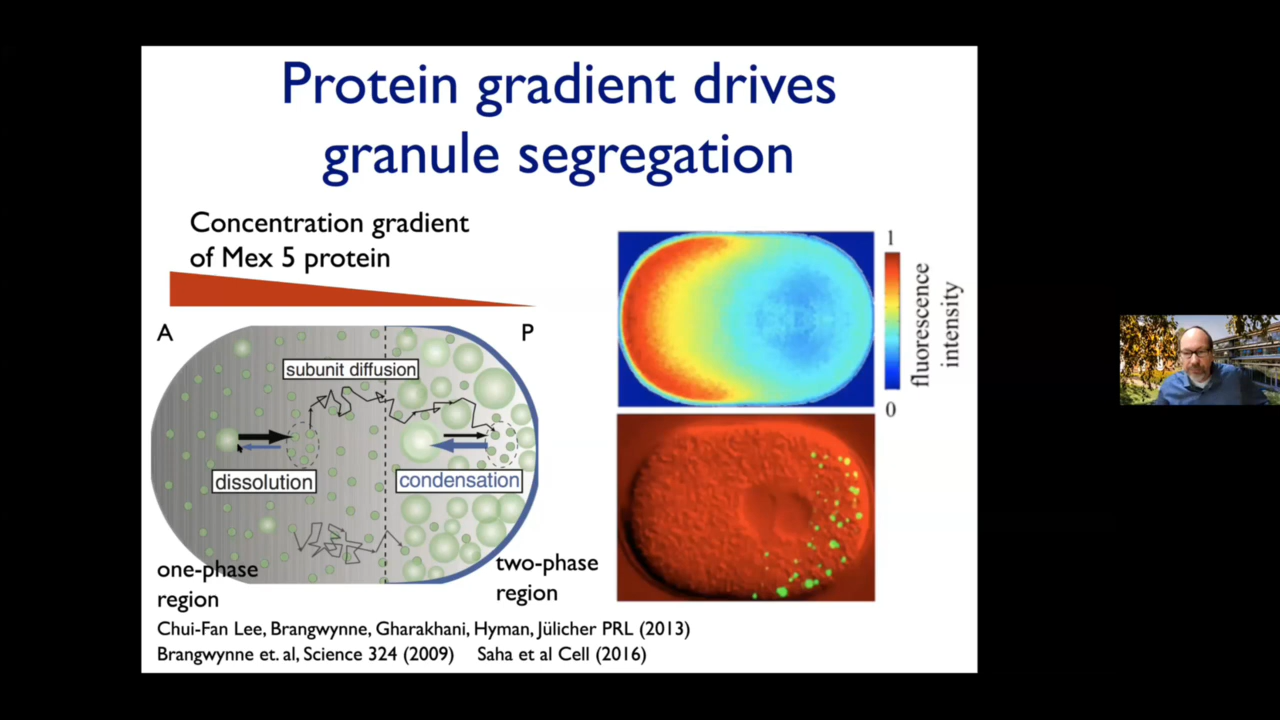 Protein gradient drives
granule segregation
Concentration gradient
of Mex 5 protein
A
P
subunit diffusion
dissolution
condensation
one-phase
region
two-phase
region
1
fluorescence
intensity
0
Chui-Fan Lee, Brangwynne, Gharakhani, Hyman, Jülicher PRL (2013)
Brangwynne et. al, Science 324 (2009) Saha et al Cell (2016)